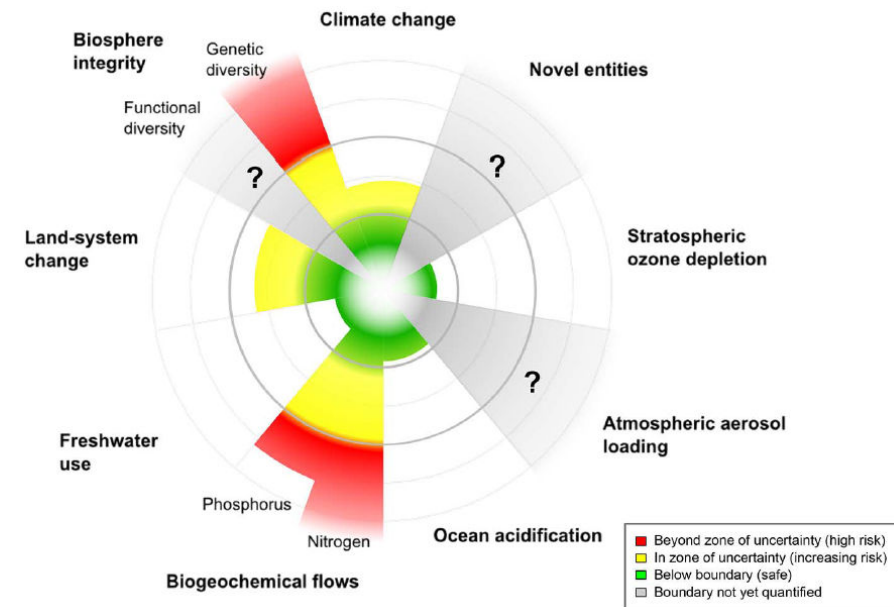 Climate change
Biosphere
integrity
Genetic
diversity
Novel entities
Functional
diversity
?
?
Land-system
change
Stratospheric
ozone depletion
?
Freshwater
use
Atmospheric aerosol
loading
Phosphorus
Nitrogen
Ocean acidification
Biogeochemical flows
Beyond zone of uncertainty (high risk)
In zone of uncertainty (increasing risk)
Below boundary (safe)
Boundary not yet quantified